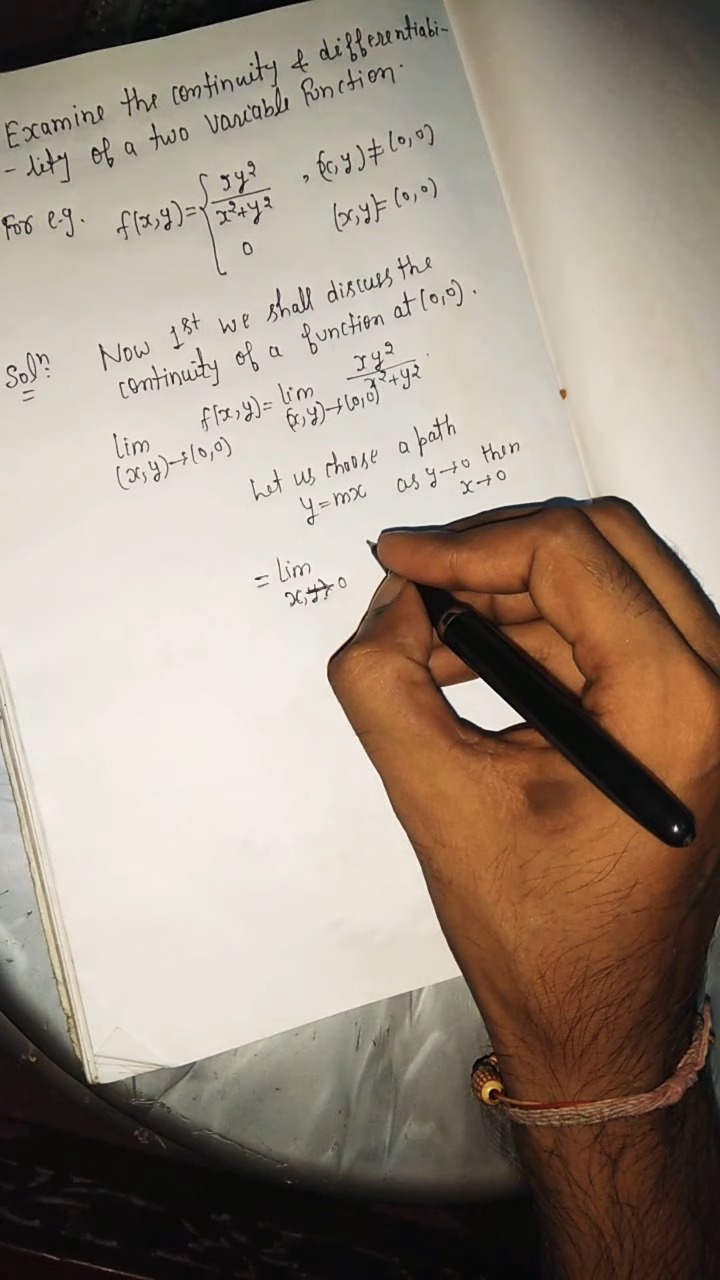 Examine the continuity & differentiabi-
- lity of a two variable function.
For e.g. f(x,y)={ xy²/x²+y² , (x,y)≠(0,0)
0 (x,y)=(0,0)
Solⁿ: Now 1st we shall discuss the
continuity of a function at (0,0).
lim (x,y)→(0,0) f(x,y)= lim (x,y)→(0,0) xy²/x²+y².
Let us choose a path
y=mx as y→0 then
x→0
= lim x,y→0